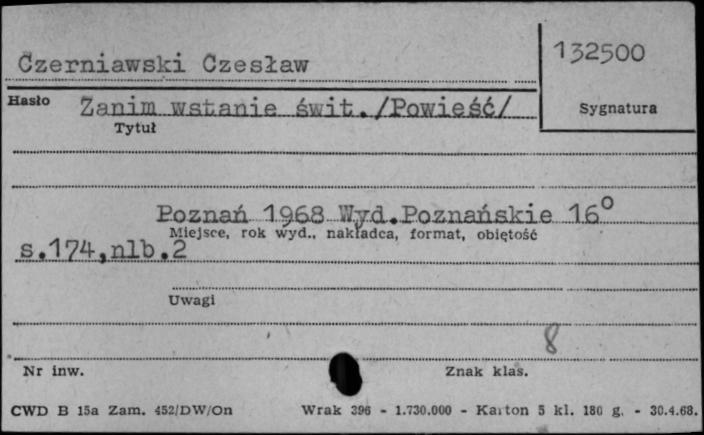 Czerniawski Czesław
132500
Hasło
Zanim wstanie świt./Powieść/
Sygnatura
Tytuł
Poznań 1968 Wyd.Poznańskie 16°
Miejsce, rok wyd., nakładca, format, objętość
s.174,nlb.2
Uwagi
8
Nr inw.
Znak klas.
CWD B 15a Zam. 452/DW/On Wrak 396 - 1.730.000 - Karton 5 kl. 180 g. - 30.4.68.